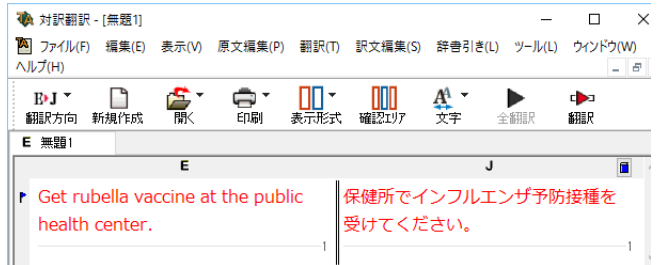 対訳翻訳 - [無題1]
ファイル(F) 編集(E) 表示(V) 原文編集(P) 翻訳(T) 訳文編集(S) 辞書引き(L) ツール(L) ウィンドウ(W)
ヘルプ(H)
E J
翻訳方向 新規作成 開く 印刷 表示形式 確認エリア 文字 全翻訳 翻訳
E 無題1
E J
Get rubella vaccine at the public
health center.
1
保健所でインフルエンザ予防接種を
受けてください。
1